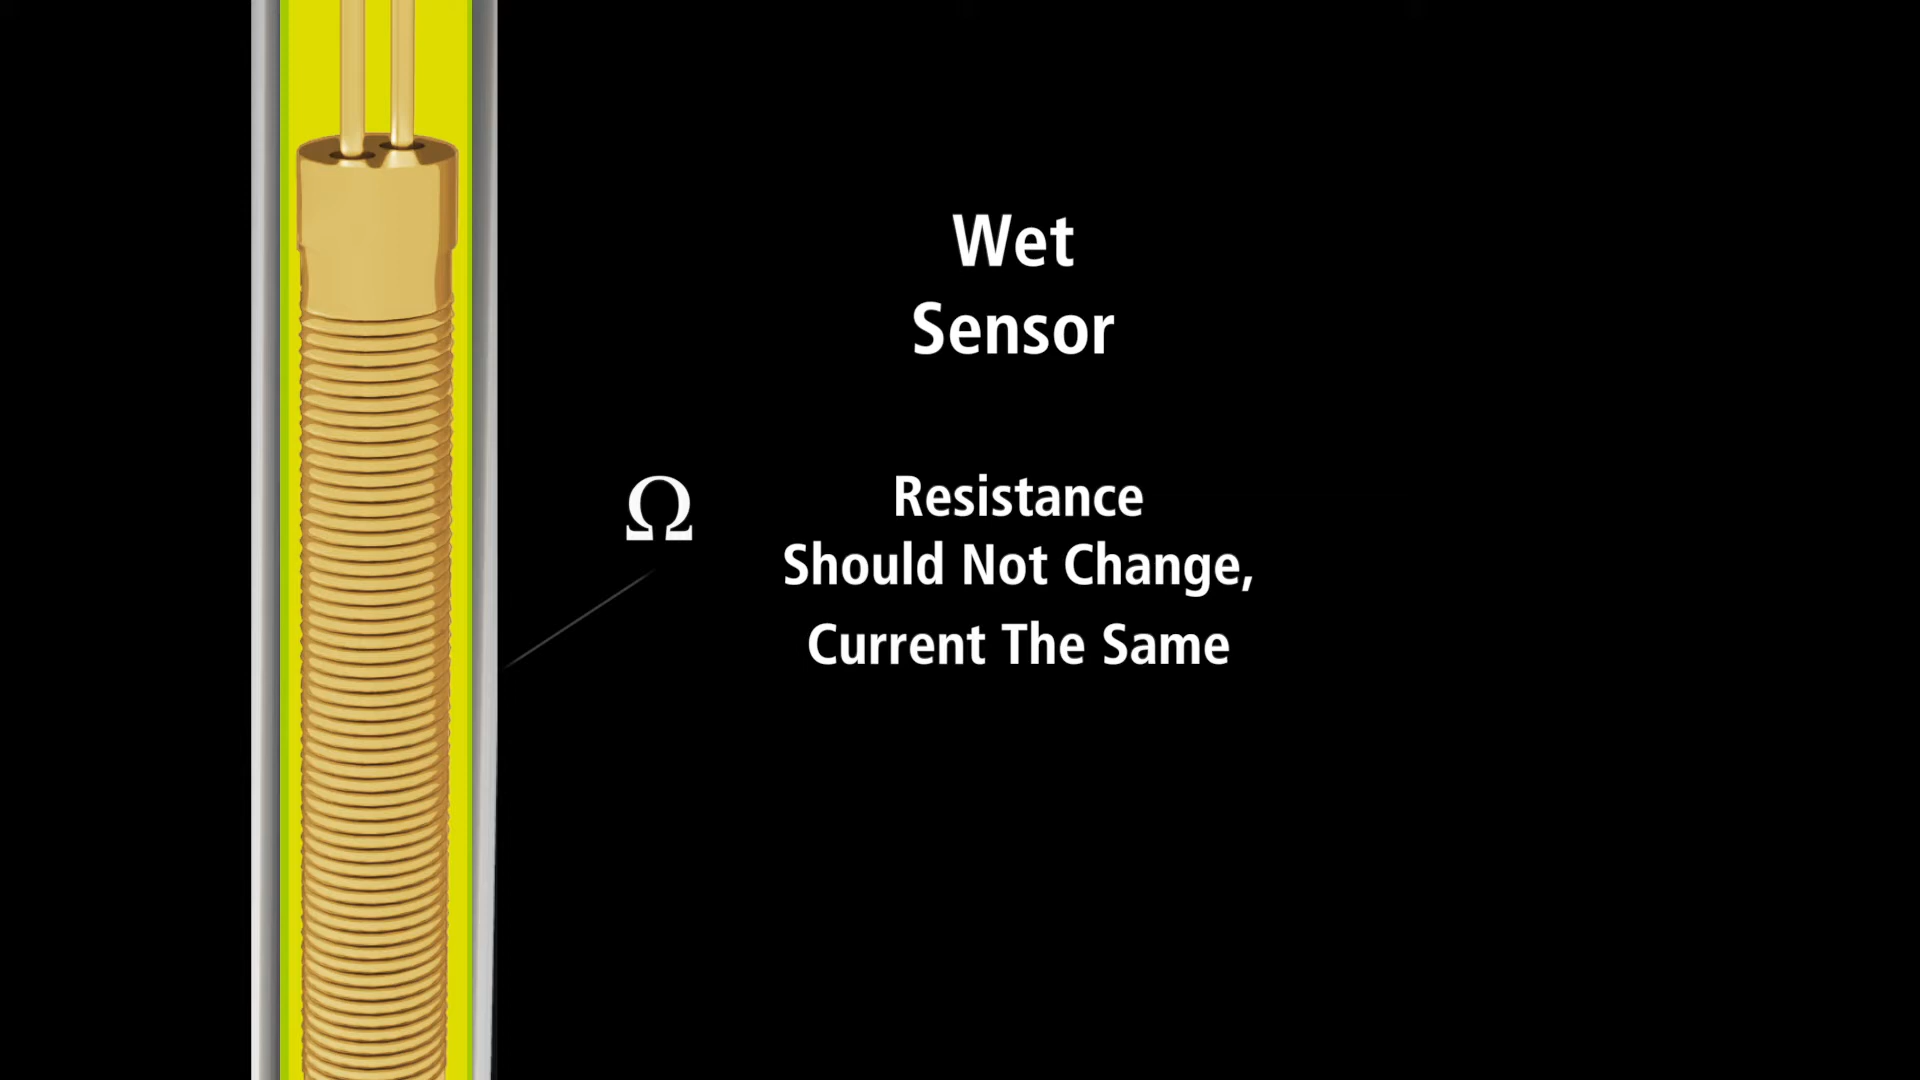 Wet
Sensor
Ω
Resistance
Should Not Change,
Current The Same